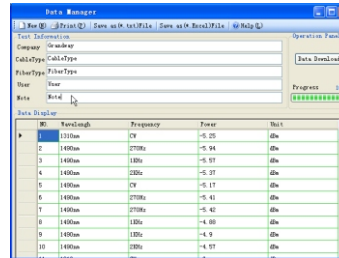 Data Manager
New (N) Print(P) Save as(*.txt)File Save as (*.Excel)File Help(L)
Test Information Operation Panel
Company Grandway
CableType CableType Data Download
FiberType FiberType
User User
Note Note Progress
Data Display
NO. Wavelengh Frequency Power Unit
1 1310nm CW -5.25 dBm
2 1490nm 270Hz -5.94 dBm
3 1490nm 1KHz -5.57 dBm
4 1490nm 2KHz -5.37 dBm
5 1490nm CW -5.17 dBm
6 1490nm 270Hz -5.41 dBm
7 1490nm 270Hz -5.42 dBm
8 1490nm 1KHz -4.88 dBm
9 1490nm 1KHz -4.9 dBm
10 1490nm 2KHz -4.57 dBm